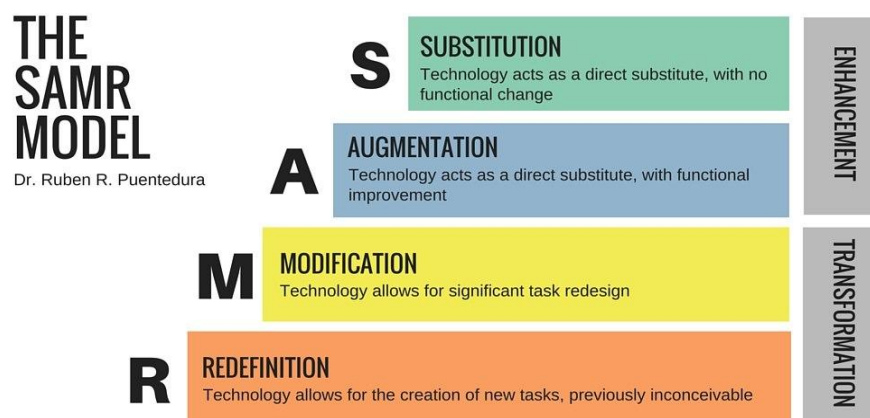 THE
SAMR
MODEL
Dr. Ruben R. Puentedura
S
SUBSTITUTION
Technology acts as a direct substitute, with no
functional change
A
AUGMENTATION
Technology acts as a direct substitute, with functional
improvement
ENHANCEMENT
M
MODIFICATION
Technology allows for significant task redesign
R
REDEFINITION
Technology allows for the creation of new tasks, previously inconceivable
TRANSFORMATION